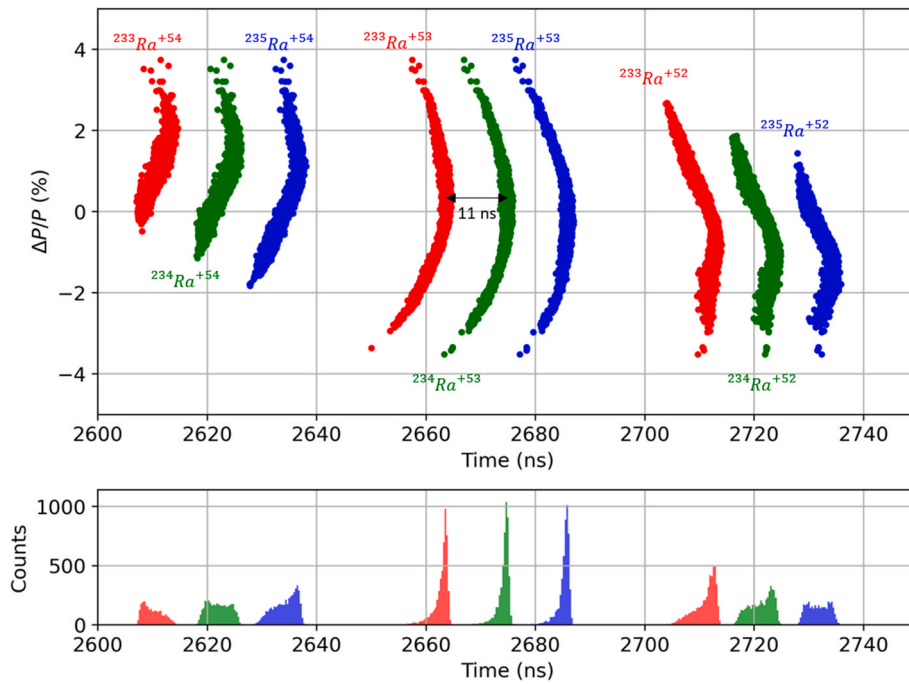 4
2
0
−2
−4
ΔP/P (%)
²³³Ra⁺⁵⁴
²³⁵Ra⁺⁵⁴
²³³Ra⁺⁵³
²³⁵Ra⁺⁵³
²³³Ra⁺⁵²
²³⁵Ra⁺⁵²
11 ns
²³⁴Ra⁺⁵⁴
²³⁴Ra⁺⁵³
²³⁴Ra⁺⁵²
2600 2620 2640 2660 2680 2700 2720 2740
Time (ns)
1000
500
0
Counts
2600 2620 2640 2660 2680 2700 2720 2740
Time (ns)